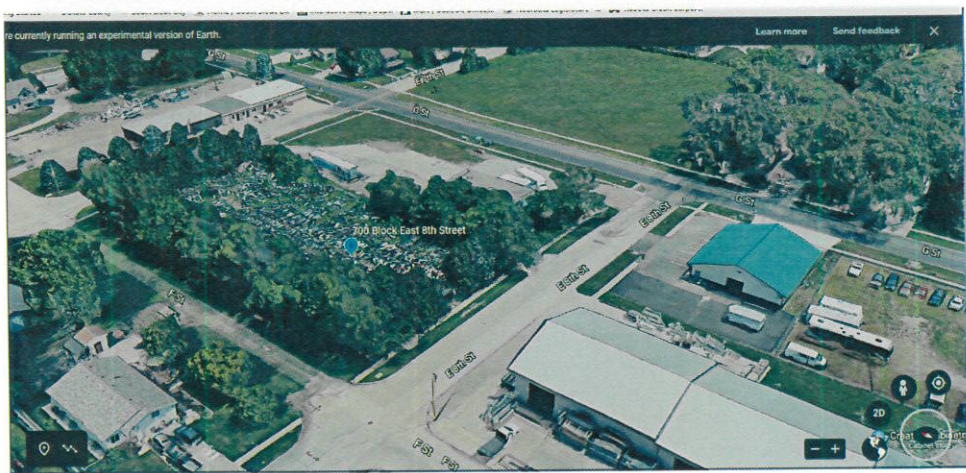 re currently running an experimental version of Earth.
Learn more
Send feedback
E 7th St
G St
700 Block East 8th Street
E 8th St
G St
E 8th St
G St
F St
E 8th St
2D
F St
F St